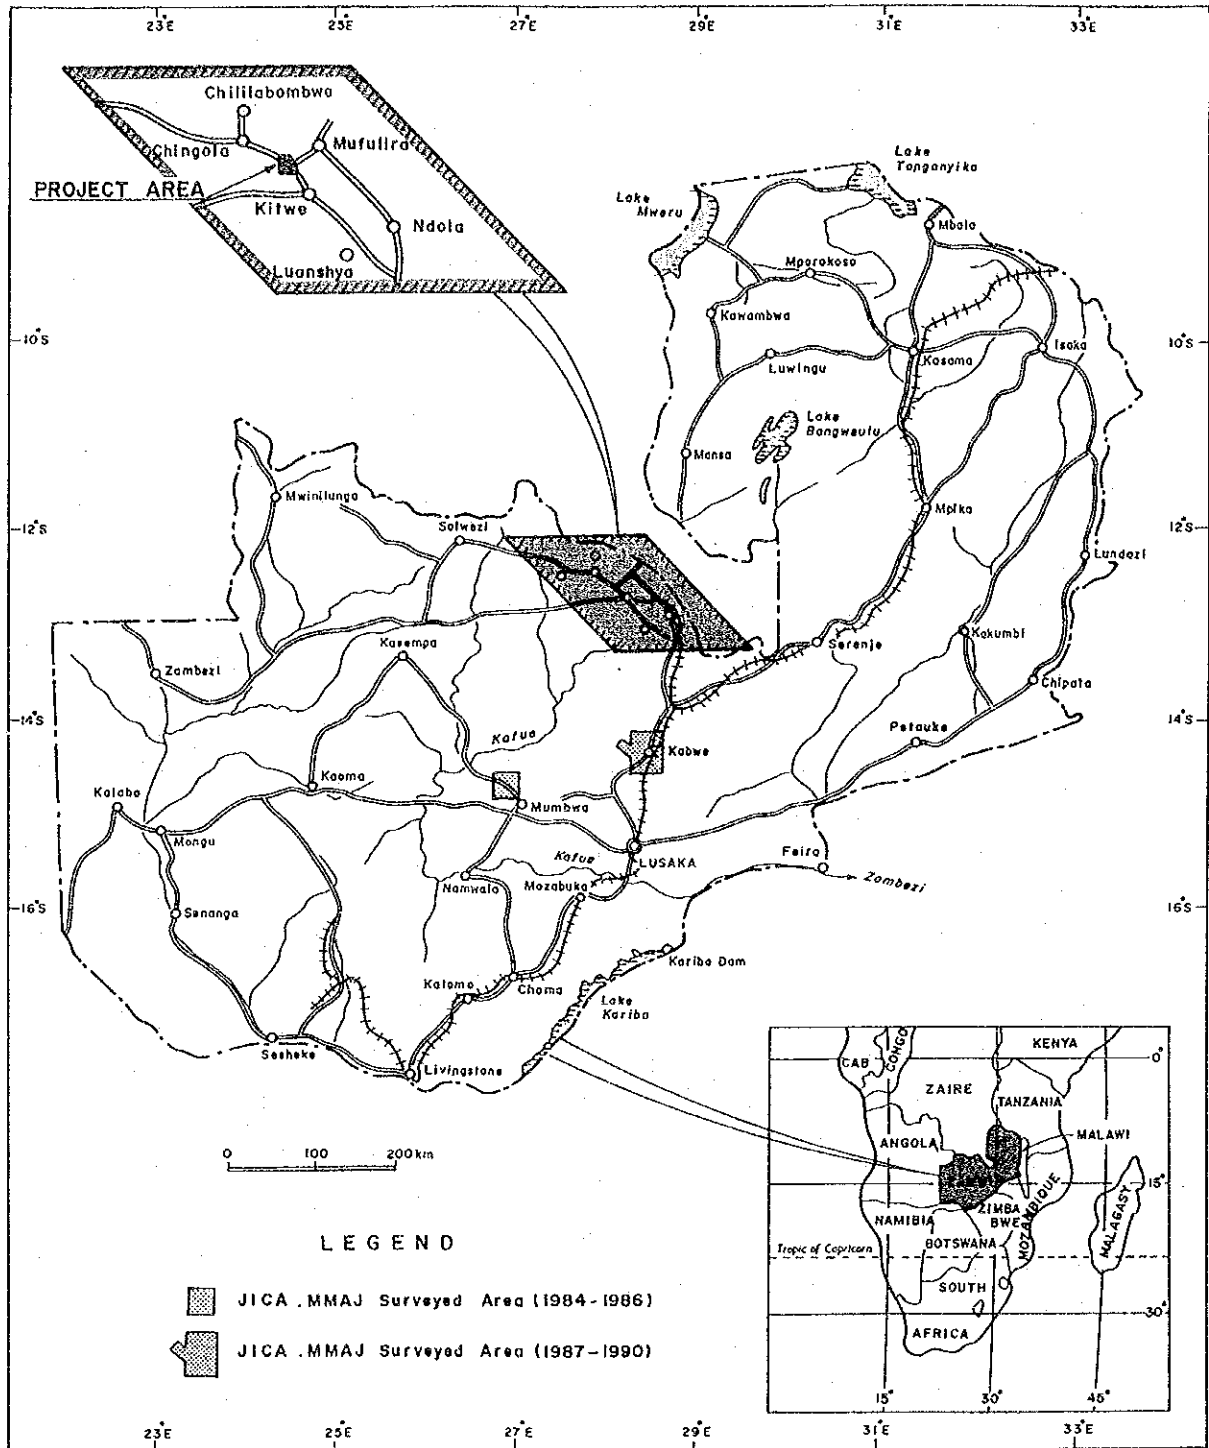 23°E 25°E 27°E 29°E 31°E 33°E
Chililabombwe
Chingola
Mufulira
PROJECT AREA
Kitwe
Ndola
Luanshya
Lake
Tanganyika
Lake
Mweru
Mbala
Mporokoso
Kawambwa
10°S
10°S
Luwingu
Kasama
Isoka
Lake
Bangweulu
Mansa
Mwinilunga
Mpika
12°S
Solwezi
12°S
Lundazi
Kasempa
Serenje
Kakumbi
Zambezi
Chipata
14°S
14°S
Kafue
Kabwe
Petauke
Kaoma
Kalabo
Mumbwa
Mongu
Kafue
LUSAKA
Feira
Zambezi
Namwala
Mazabuka
16°S
Senanga
16°S
Kariba Dam
Kalomo
Choma
Lake
Kariba
Sesheke
Livingstone
0 100 200km
LEGEND
JICA .MMAJ Surveyed Area (1984-1986)
JICA .MMAJ Surveyed Area (1987-1990)
CAB
CONGO
KENYA
0°
ZAIRE
TANZANIA
ANGOLA
MALAWI
15°
NAMIBIA
ZIMBA
BWE
MOZAMBIQUE
MALAGASY
BOTSWANA
Tropic of Capricorn
SOUTH
30°
AFRICA
15° 30° 45°
23°E 25°E 27°E 29°E 31°E 33°E